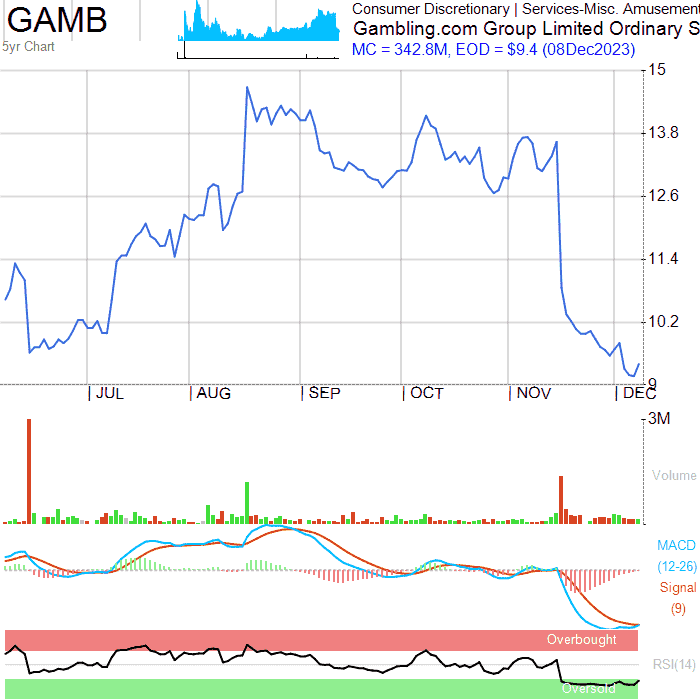 GAMB
5yr Chart
Consumer Discretionary | Services-Misc. Amusement
Gambling.com Group Limited Ordinary S
MC = 342.8M, EOD = $9.4 (08Dec2023)
15
13.8
12.6
11.4
10.2
9
JUL AUG SEP OCT NOV DEC
3M
Volume
MACD
(12-26)
Signal
(9)
Overbought
RSI(14)
Oversold